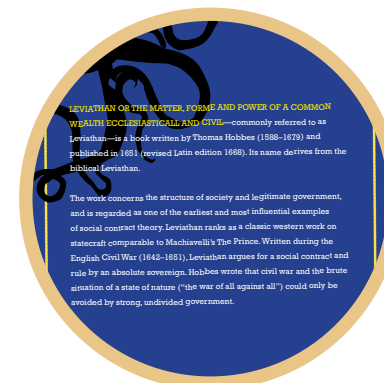 LEVIATHAN OR THE MATTER, FORME AND POWER OF A COMMON
WEALTH ECCLESIASTICALL AND CIVIL—commonly referred to as
Leviathan—is a book written by Thomas Hobbes (1588–1679) and
published in 1651 (revised Latin edition 1668). Its name derives from the
biblical Leviathan.
The work concerns the structure of society and legitimate government,
and is regarded as one of the earliest and most influential examples
of social contract theory. Leviathan ranks as a classic western work on
statecraft comparable to Machiavelli's The Prince. Written during the
English Civil War (1642–1651), Leviathan argues for a social contract and
rule by an absolute sovereign. Hobbes wrote that civil war and the brute
situation of a state of nature ("the war of all against all") could only be
avoided by strong, undivided government.